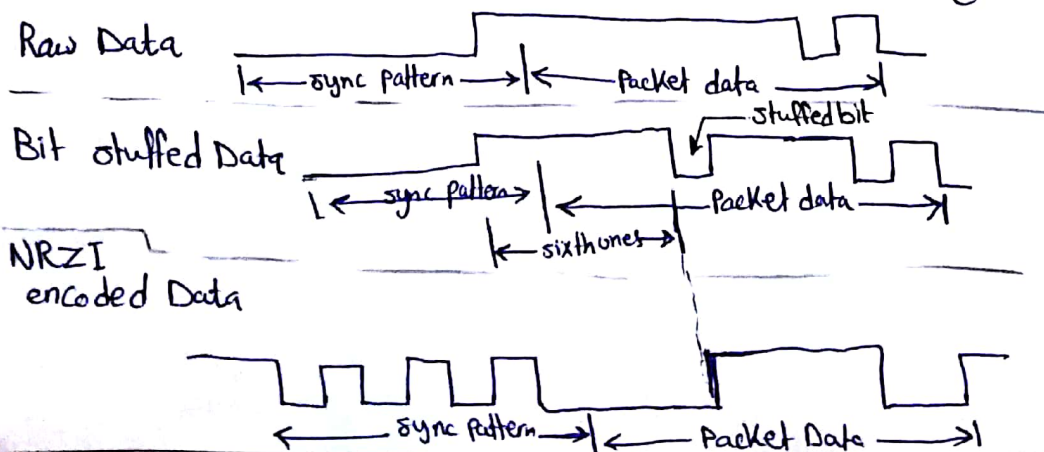 Raw Data
sync pattern
Packet data
stuffed bit
Bit stuffed Data
sync pattern
Packet data
sixth ones
NRZI
encoded Data
sync pattern
Packet Data